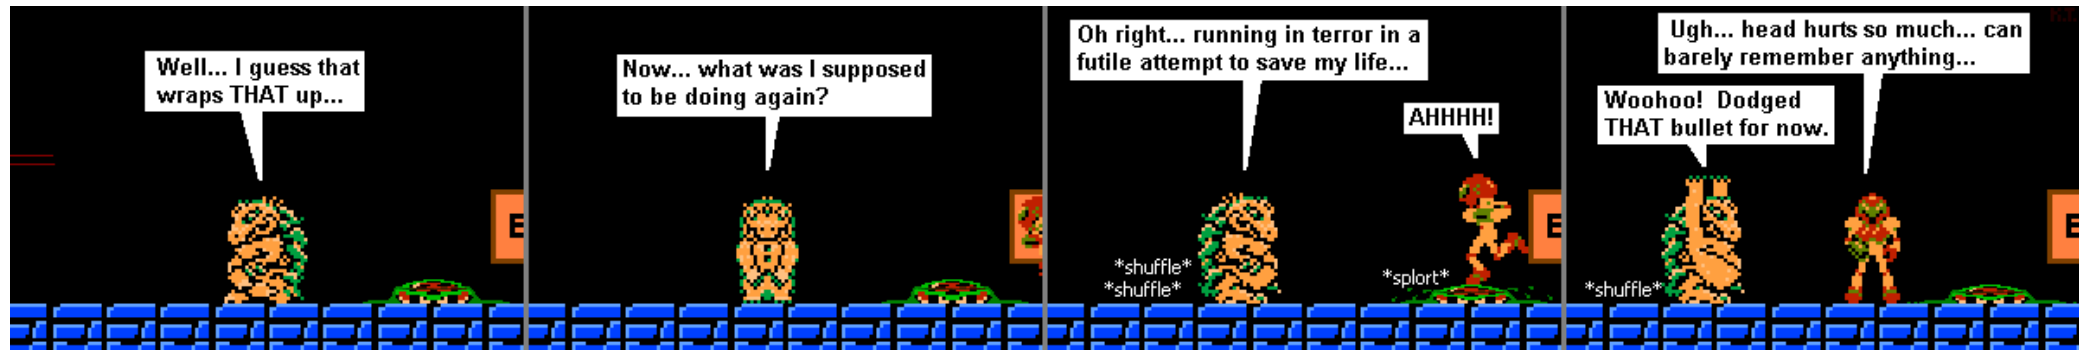 Well... I guess that
wraps THAT up...
E
Now... what was I supposed
to be doing again?
Oh right... running in terror in a
futile attempt to save my life...
AHHHH!
*shuffle*
*shuffle*
*splort*
E
Ugh... head hurts so much... can
barely remember anything...
Woohoo! Dodged
THAT bullet for now.
*shuffle*
E